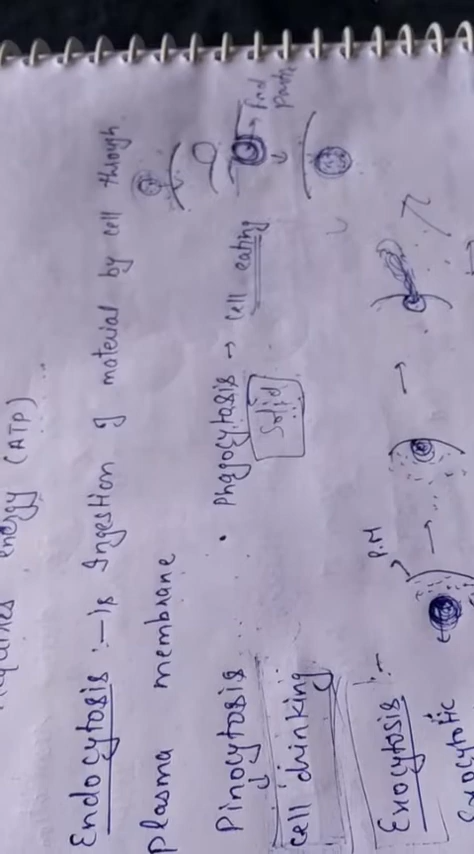 energy (ATP)
Endocytosis :- is Ingestion of material by cell through
Plasma membrane
Pinocytosis • Phagocytosis → cell eating
cell drinking Solid
Exocytosis :-
P.M
Exocytotic